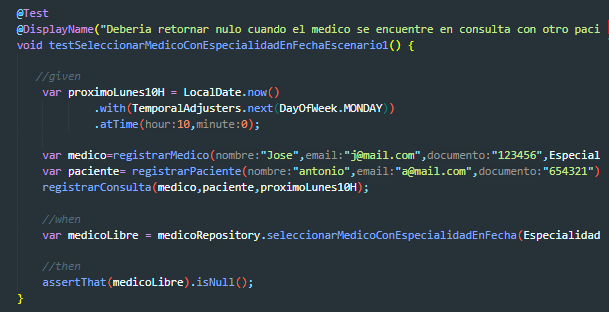 @Test
@DisplayName("Deberia retornar nulo cuando el medico se encuentre en consulta con otro paci
void testSeleccionarMedicoConEspecialidadEnFechaEscenario1() {
//given
var proximoLunes10H = LocalDate.now()
.with(TemporalAdjusters.next(DayOfWeek.MONDAY))
.atTime(hour:10,minute:0);
var medico=registrarMedico(nombre:"Jose",email:"j@mail.com",documento:"123456",Especial
var paciente= registrarPaciente(nombre:"antonio",email:"a@mail.com",documento:"654321")
registrarConsulta(medico,paciente,proximoLunes10H);
//when
var medicoLibre = medicoRepository.seleccionarMedicoConEspecialidadEnFecha(Especialidad
//then
assertThat(medicoLibre).isNull();
}